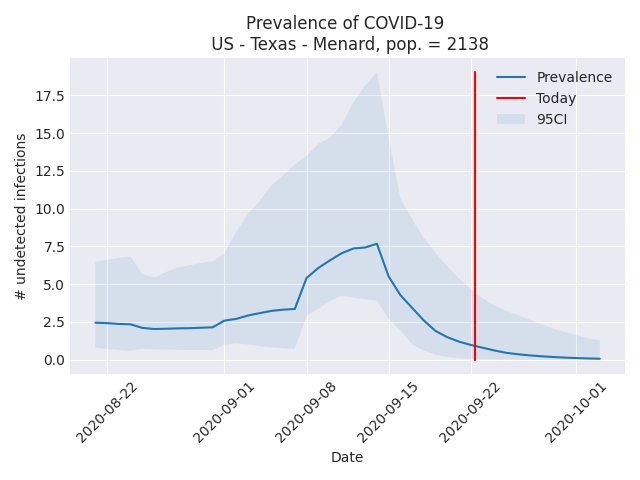 Prevalence of COVID-19
US - Texas - Menard, pop. = 2138
Prevalence
Today
95CI
# undetected infections
17.5
15.0
12.5
10.0
7.5
5.0
2.5
0.0
2020-08-22
2020-09-01
2020-09-08
2020-09-15
2020-09-22
2020-10-01
Date